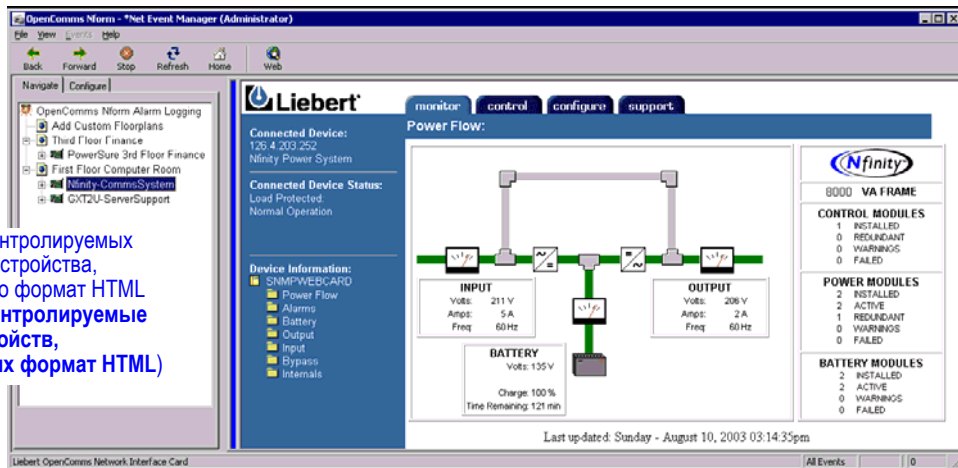 OpenComms Nform - *Net Event Manager (Administrator)
File View Events Help
Back Forward Stop Refresh Home Web
Navigate Configure
OpenComms Nform Alarm Logging
Add Custom Floorplans
Third Floor Finance
PowerSure 3rd Floor Finance
First Floor Computer Room
Nfinity-CommsSystem
GXT2U-ServerSupport
нтролируемых
стройства,
о формат HTML
нтролируемые
ойств,
их формат HTML)
Liebert
monitor control configure support
Connected Device:
126.4.203.252
Nfinity Power System
Connected Device Status:
Load Protected:
Normal Operation
Device Information:
SNMPWEBCARD
Power Flow
Alarms
Battery
Output
Input
Bypass
Internals
Power Flow:
INPUT
Volts: 211 V
Amps: 5 A
Freq: 60 Hz
OUTPUT
Volts: 206 V
Amps: 2 A
Freq: 60 Hz
BATTERY
Volts: 135 V
Charge: 100 %
Time Remaining: 121 min
Nfinity
8000 VA FRAME
CONTROL MODULES
1 INSTALLED
0 REDUNDANT
0 WARNINGS
0 FAILED
POWER MODULES
2 INSTALLED
2 ACTIVE
1 REDUNDANT
0 WARNINGS
0 FAILED
BATTERY MODULES
2 INSTALLED
2 ACTIVE
0 WARNINGS
0 FAILED
Last updated: Sunday - August 10, 2003 03:14:35pm
Liebert OpenComms Network Interface Card
All Events 0